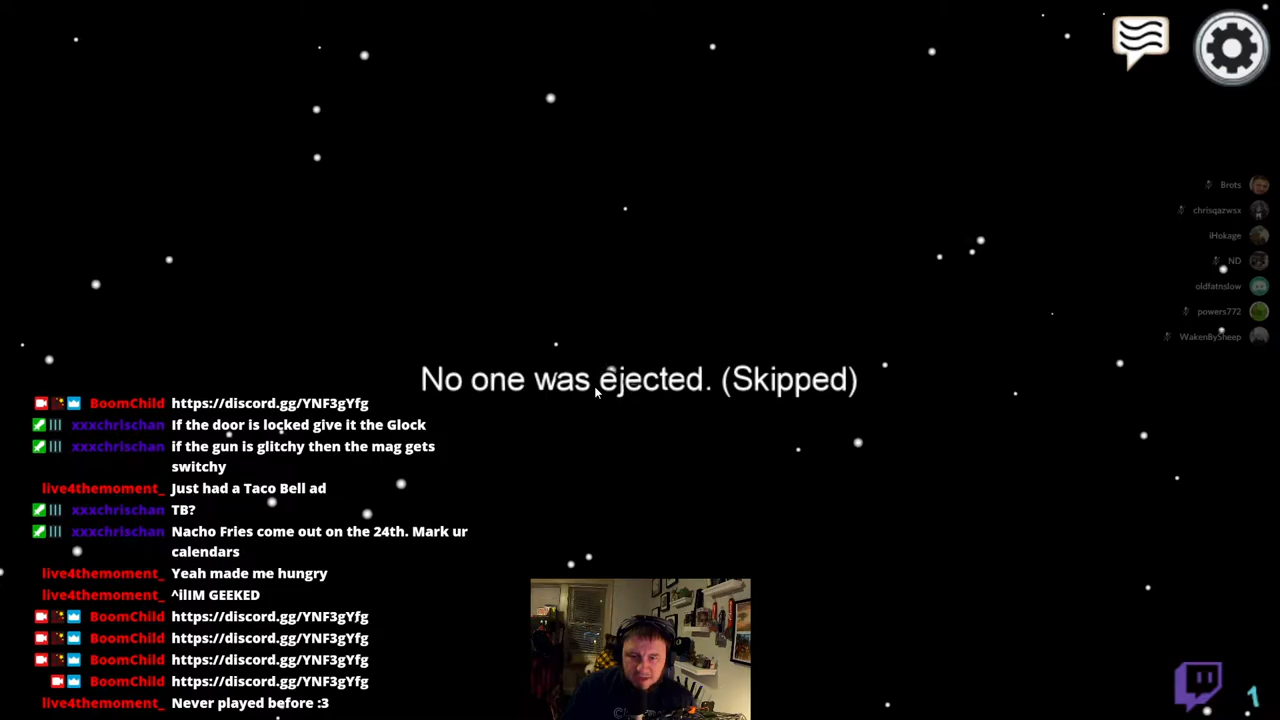 Brots
chrisqazwsx
iHokage
ND
oldfatnslow
powers772
WakenBySheep
No one was ejected. (Skipped)
BoomChild https://discord.gg/YNF3gYfg
xxxchrischan If the door is locked give it the Glock
xxxchrischan if the gun is glitchy then the mag gets
switchy
live4themoment_ Just had a Taco Bell ad
xxxchrischan TB?
xxxchrischan Nacho Fries come out on the 24th. Mark ur
calendars
live4themoment_ Yeah made me hungry
live4themoment_ ^ilIM GEEKED
BoomChild https://discord.gg/YNF3gYfg
BoomChild https://discord.gg/YNF3gYfg
BoomChild https://discord.gg/YNF3gYfg
BoomChild https://discord.gg/YNF3gYfg
live4themoment_ Never played before :3
1